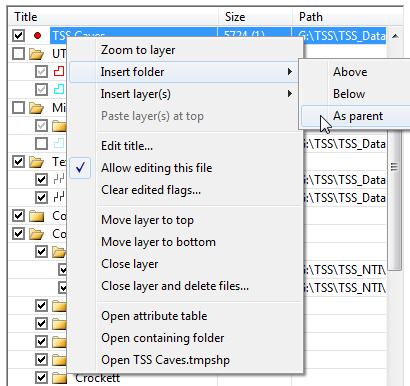 Title Size Path
TSS Caves 5724 (1) G:\TSS\TSS_Data
UT
Zoom to layer
Insert folder
Above
Insert layer(s)
Below
Mi
Paste layer(s) at top
As parent
Edit title...
:\TSS\TSS_Data
Tex
Allow editing this file
G:\TSS\TSS_Data
Clear edited flags...
G:\TSS\TSS_Data
Co
Move layer to top
Co
Move layer to bottom
Close layer
G:\TSS\TSS_NTI\
Close layer and delete files...
G:\TSS\TSS_NTI\
Open attribute table
Open containing folder
Open TSS Caves.tmpshp
Crockett